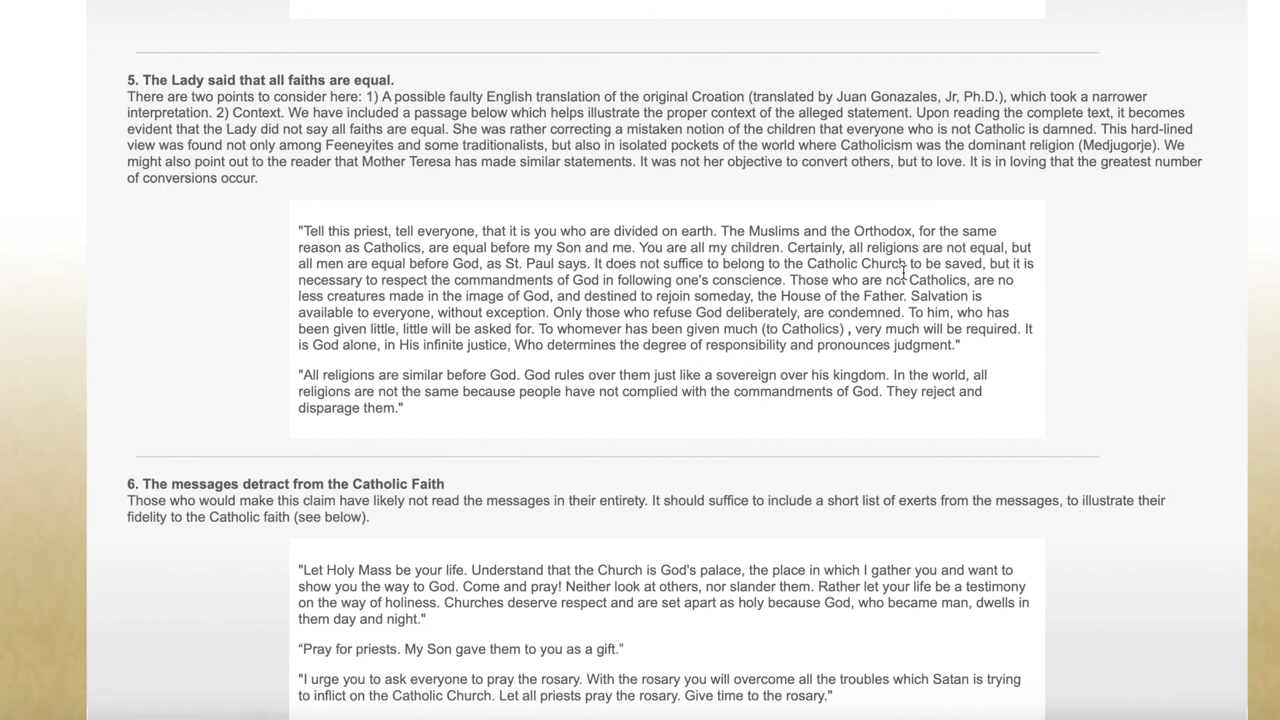 5. The Lady said that all faiths are equal.
There are two points to consider here: 1) A possible faulty English translation of the original Croation (translated by Juan Gonazales, Jr, Ph.D.), which took a narrower
interpretation. 2) Context. We have included a passage below which helps illustrate the proper context of the alleged statement. Upon reading the complete text, it becomes
evident that the Lady did not say all faiths are equal. She was rather correcting a mistaken notion of the children that everyone who is not Catholic is damned. This hard-lined
view was found not only among Feeneyites and some traditionalists, but also in isolated pockets of the world where Catholicism was the dominant religion (Medjugorje). We
might also point out to the reader that Mother Teresa has made similar statements. It was not her objective to convert others, but to love. It is in loving that the greatest number
of conversions occur.
"Tell this priest, tell everyone, that it is you who are divided on earth. The Muslims and the Orthodox, for the same
reason as Catholics, are equal before my Son and me. You are all my children. Certainly, all religions are not equal, but
all men are equal before God, as St. Paul says. It does not suffice to belong to the Catholic Church to be saved, but it is
necessary to respect the commandments of God in following one's conscience. Those who are not Catholics, are no
less creatures made in the image of God, and destined to rejoin someday, the House of the Father. Salvation is
available to everyone, without exception. Only those who refuse God deliberately, are condemned. To him, who has
been given little, little will be asked for. To whomever has been given much (to Catholics) , very much will be required. It
is God alone, in His infinite justice, Who determines the degree of responsibility and pronounces judgment."
"All religions are similar before God. God rules over them just like a sovereign over his kingdom. In the world, all
religions are not the same because people have not complied with the commandments of God. They reject and
disparage them."
6. The messages detract from the Catholic Faith
Those who would make this claim have likely not read the messages in their entirety. It should suffice to include a short list of exerts from the messages, to illustrate their
fidelity to the Catholic faith (see below).
"Let Holy Mass be your life. Understand that the Church is God's palace, the place in which I gather you and want to
show you the way to God. Come and pray! Neither look at others, nor slander them. Rather let your life be a testimony
on the way of holiness. Churches deserve respect and are set apart as holy because God, who became man, dwells in
them day and night."
“Pray for priests. My Son gave them to you as a gift.”
"I urge you to ask everyone to pray the rosary. With the rosary you will overcome all the troubles which Satan is trying
to inflict on the Catholic Church. Let all priests pray the rosary. Give time to the rosary."